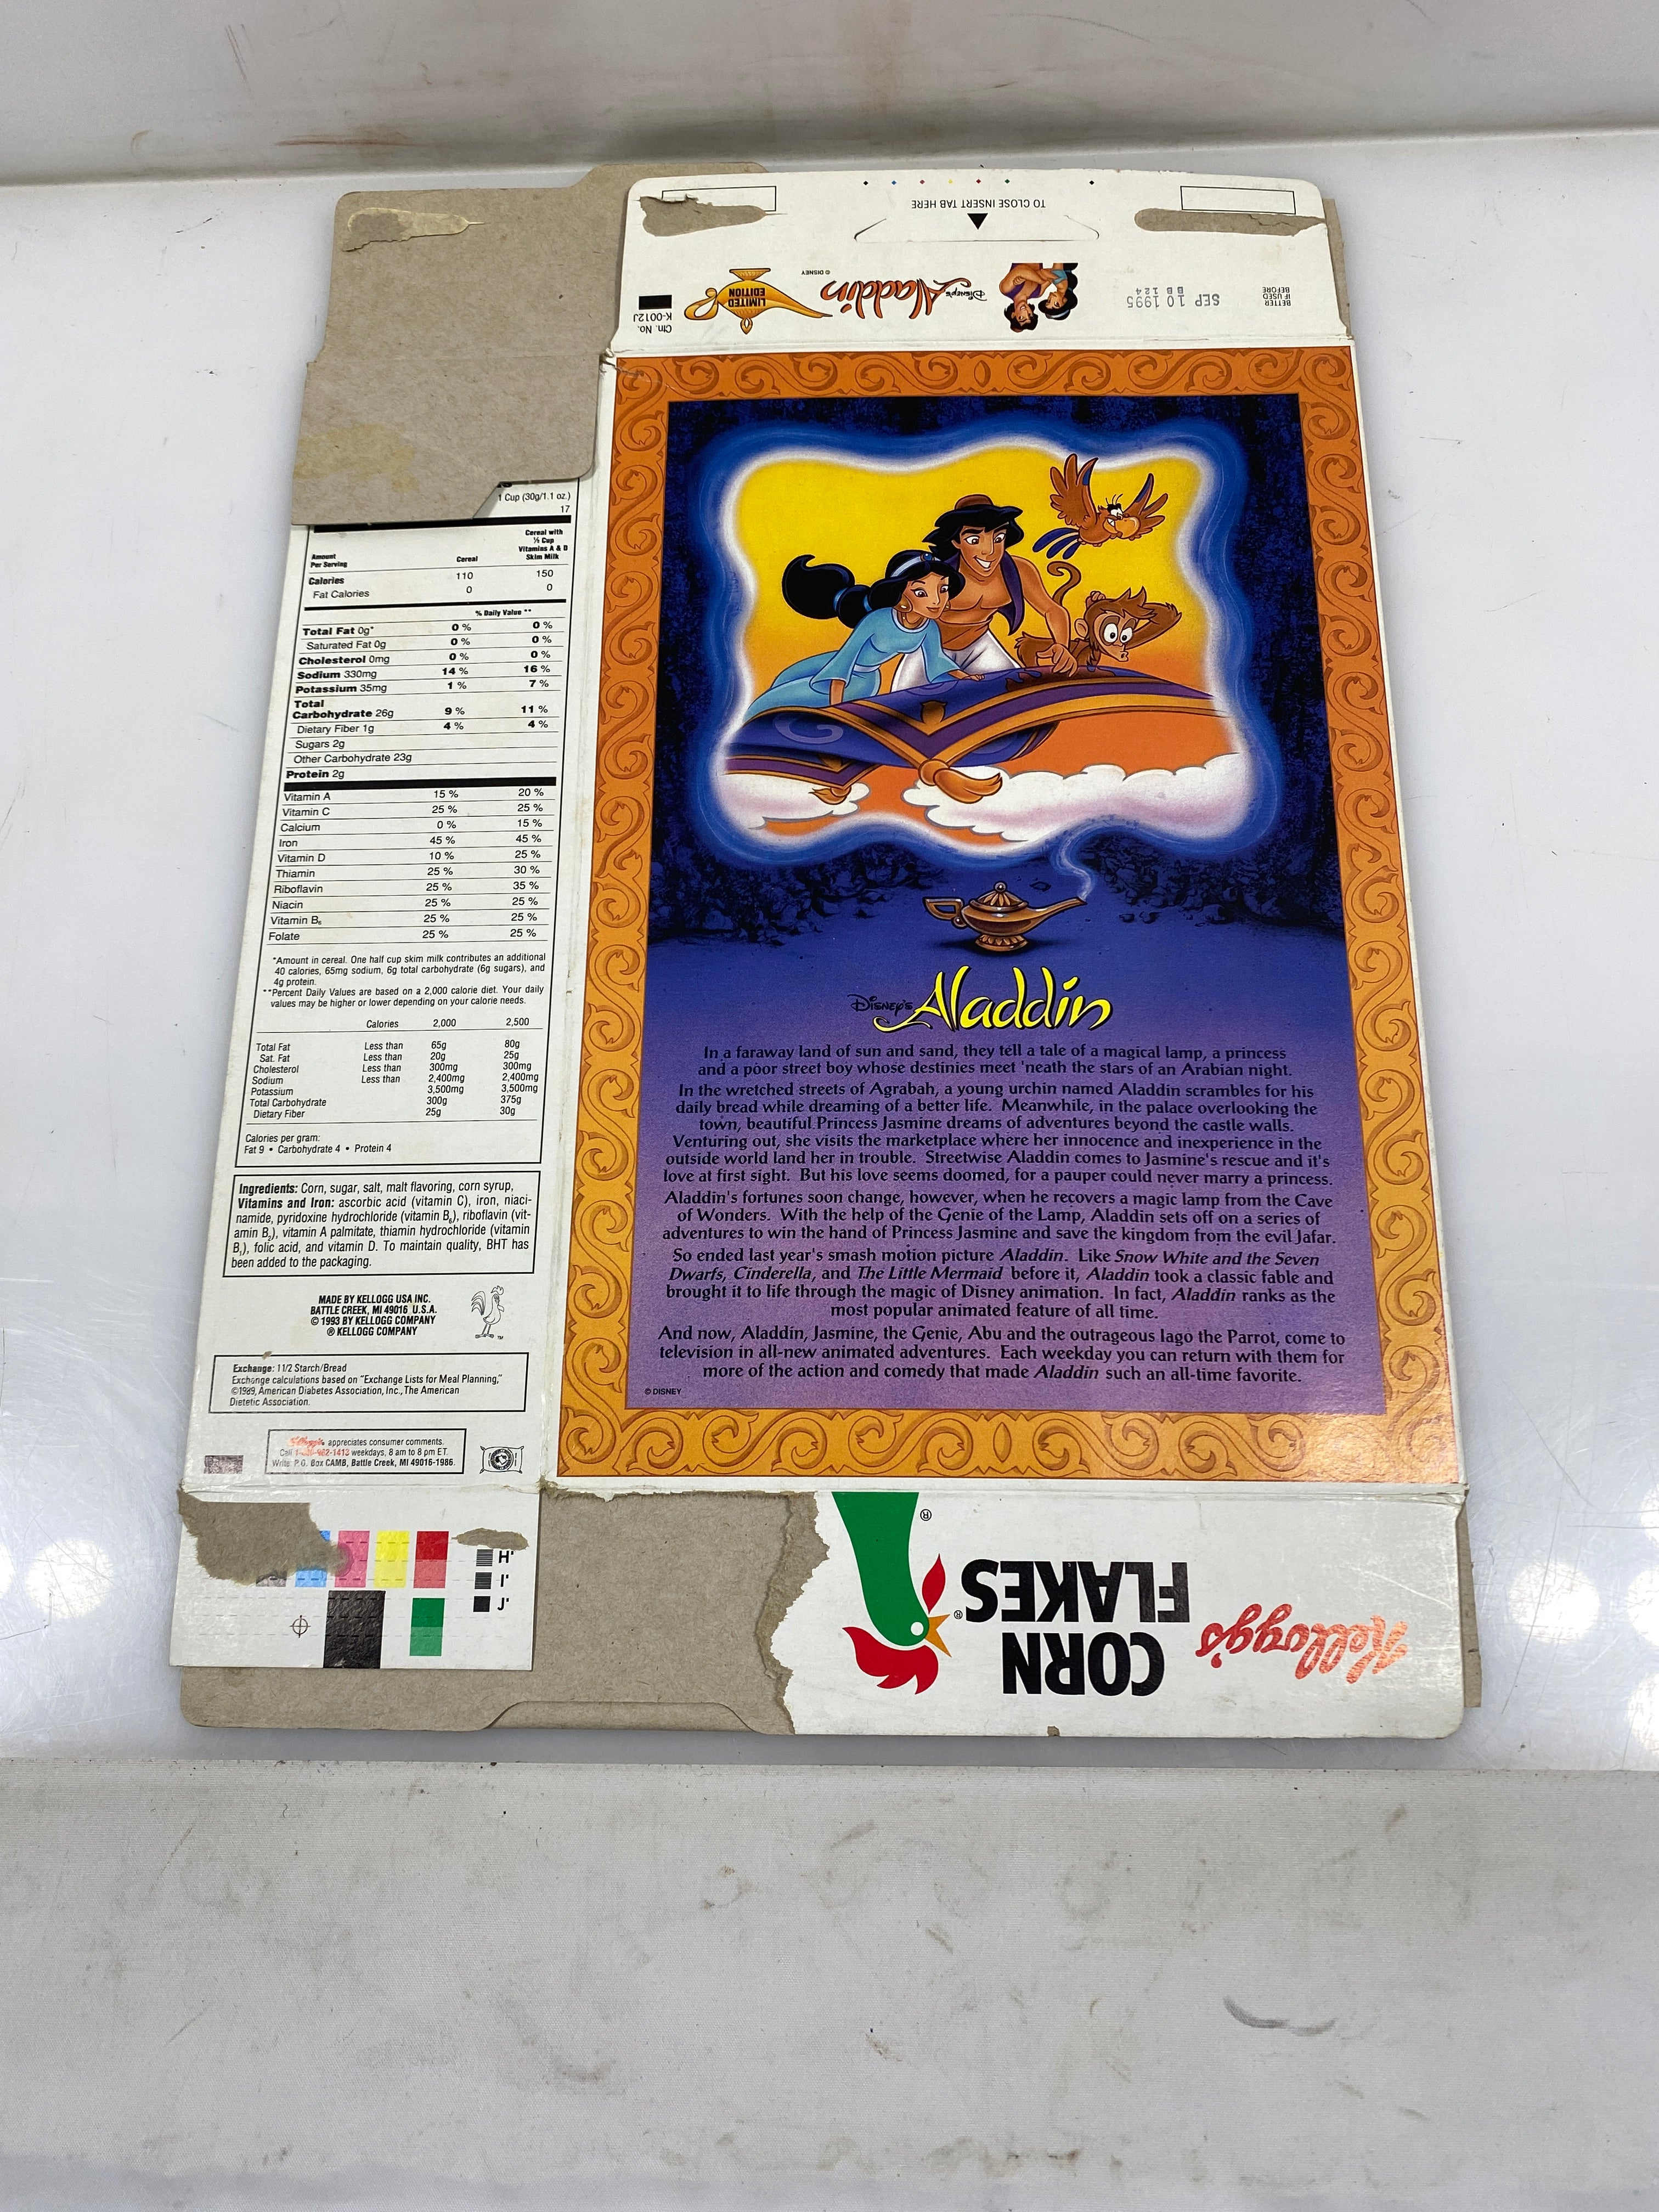 TO CLOSE INSERT TAB HERE
BETTER
IF USED
BEFORE
SEP 10 1995
BB 124
Disney's
Aladdin
© DISNEY
LIMITED
EDITION
Ctn. No.
K-0012J
1 Cup (30g/1.1 oz.)
17
Amount
Per Serving
Cereal
Cereal with
½ Cup
Vitamins A & D
Skim Milk
Calories 110 150
Fat Calories 0 0
% Daily Value **
Total Fat 0g* 0 % 0 %
Saturated Fat 0g 0 % 0 %
Cholesterol 0mg 0 % 0 %
Sodium 330mg 14 % 16 %
Potassium 35mg 1 % 7 %
Total
Carbohydrate 26g 9 % 11 %
Dietary Fiber 1g 4 % 4 %
Sugars 2g
Other Carbohydrate 23g
Protein 2g
Vitamin A 15 % 20 %
Vitamin C 25 % 25 %
Calcium 0 % 15 %
Iron 45 % 45 %
Vitamin D 10 % 25 %
Thiamin 25 % 30 %
Riboflavin 25 % 35 %
Niacin 25 % 25 %
Vitamin B₆ 25 % 25 %
Folate 25 % 25 %
*Amount in cereal. One half cup skim milk contributes an additional
40 calories, 65mg sodium, 6g total carbohydrate (6g sugars), and
4g protein.
**Percent Daily Values are based on a 2,000 calorie diet. Your daily
values may be higher or lower depending on your calorie needs.
Calories 2,000 2,500
Total Fat Less than 65g 80g
Sat. Fat Less than 20g 25g
Cholesterol Less than 300mg 300mg
Sodium Less than 2,400mg 2,400mg
Potassium 3,500mg 3,500mg
Total Carbohydrate 300g 375g
Dietary Fiber 25g 30g
Calories per gram:
Fat 9 • Carbohydrate 4 • Protein 4
Ingredients: Corn, sugar, salt, malt flavoring, corn syrup,
Vitamins and Iron: ascorbic acid (vitamin C), iron, niaci-
namide, pyridoxine hydrochloride (vitamin B₆), riboflavin (vit-
amin B₂), vitamin A palmitate, thiamin hydrochloride (vitamin
B₁), folic acid, and vitamin D. To maintain quality, BHT has
been added to the packaging.
MADE BY KELLOGG USA INC.
BATTLE CREEK, MI 49016 U.S.A.
© 1993 BY KELLOGG COMPANY
® KELLOGG COMPANY
TM
Exchange: 1 1/2 Starch/Bread
Exchange calculations based on "Exchange Lists for Meal Planning,"
©1989, American Diabetes Association, Inc., The American
Dietetic Association.
Kellogg's appreciates consumer comments.
Call 962-1413 weekdays, 8 am to 8 pm ET.
Write: P.O. Box CAMB, Battle Creek, MI 49016-1986.
H'
I'
J'
Disney's
Aladdin
In a faraway land of sun and sand, they tell a tale of a magical lamp, a princess
and a poor street boy whose destinies meet 'neath the stars of an Arabian night.
In the wretched streets of Agrabah, a young urchin named Aladdin scrambles for his
daily bread while dreaming of a better life. Meanwhile, in the palace overlooking the
town, beautiful Princess Jasmine dreams of adventures beyond the castle walls.
Venturing out, she visits the marketplace where her innocence and inexperience in the
outside world land her in trouble. Streetwise Aladdin comes to Jasmine's rescue and it's
love at first sight. But his love seems doomed, for a pauper could never marry a princess.
Aladdin's fortunes soon change, however, when he recovers a magic lamp from the Cave
of Wonders. With the help of the Genie of the Lamp, Aladdin sets off on a series of
adventures to win the hand of Princess Jasmine and save the kingdom from the evil Jafar.
So ended last year's smash motion picture Aladdin. Like Snow White and the Seven
Dwarfs, Cinderella, and The Little Mermaid before it, Aladdin took a classic fable and
brought it to life through the magic of Disney animation. In fact, Aladdin ranks as the
most popular animated feature of all time.
And now, Aladdin, Jasmine, the Genie, Abu and the outrageous Iago the Parrot, come to
television in all-new animated adventures. Each weekday you can return with them for
more of the action and comedy that made Aladdin such an all-time favorite.
© DISNEY
Kellogg's
CORN
FLAKES®
®